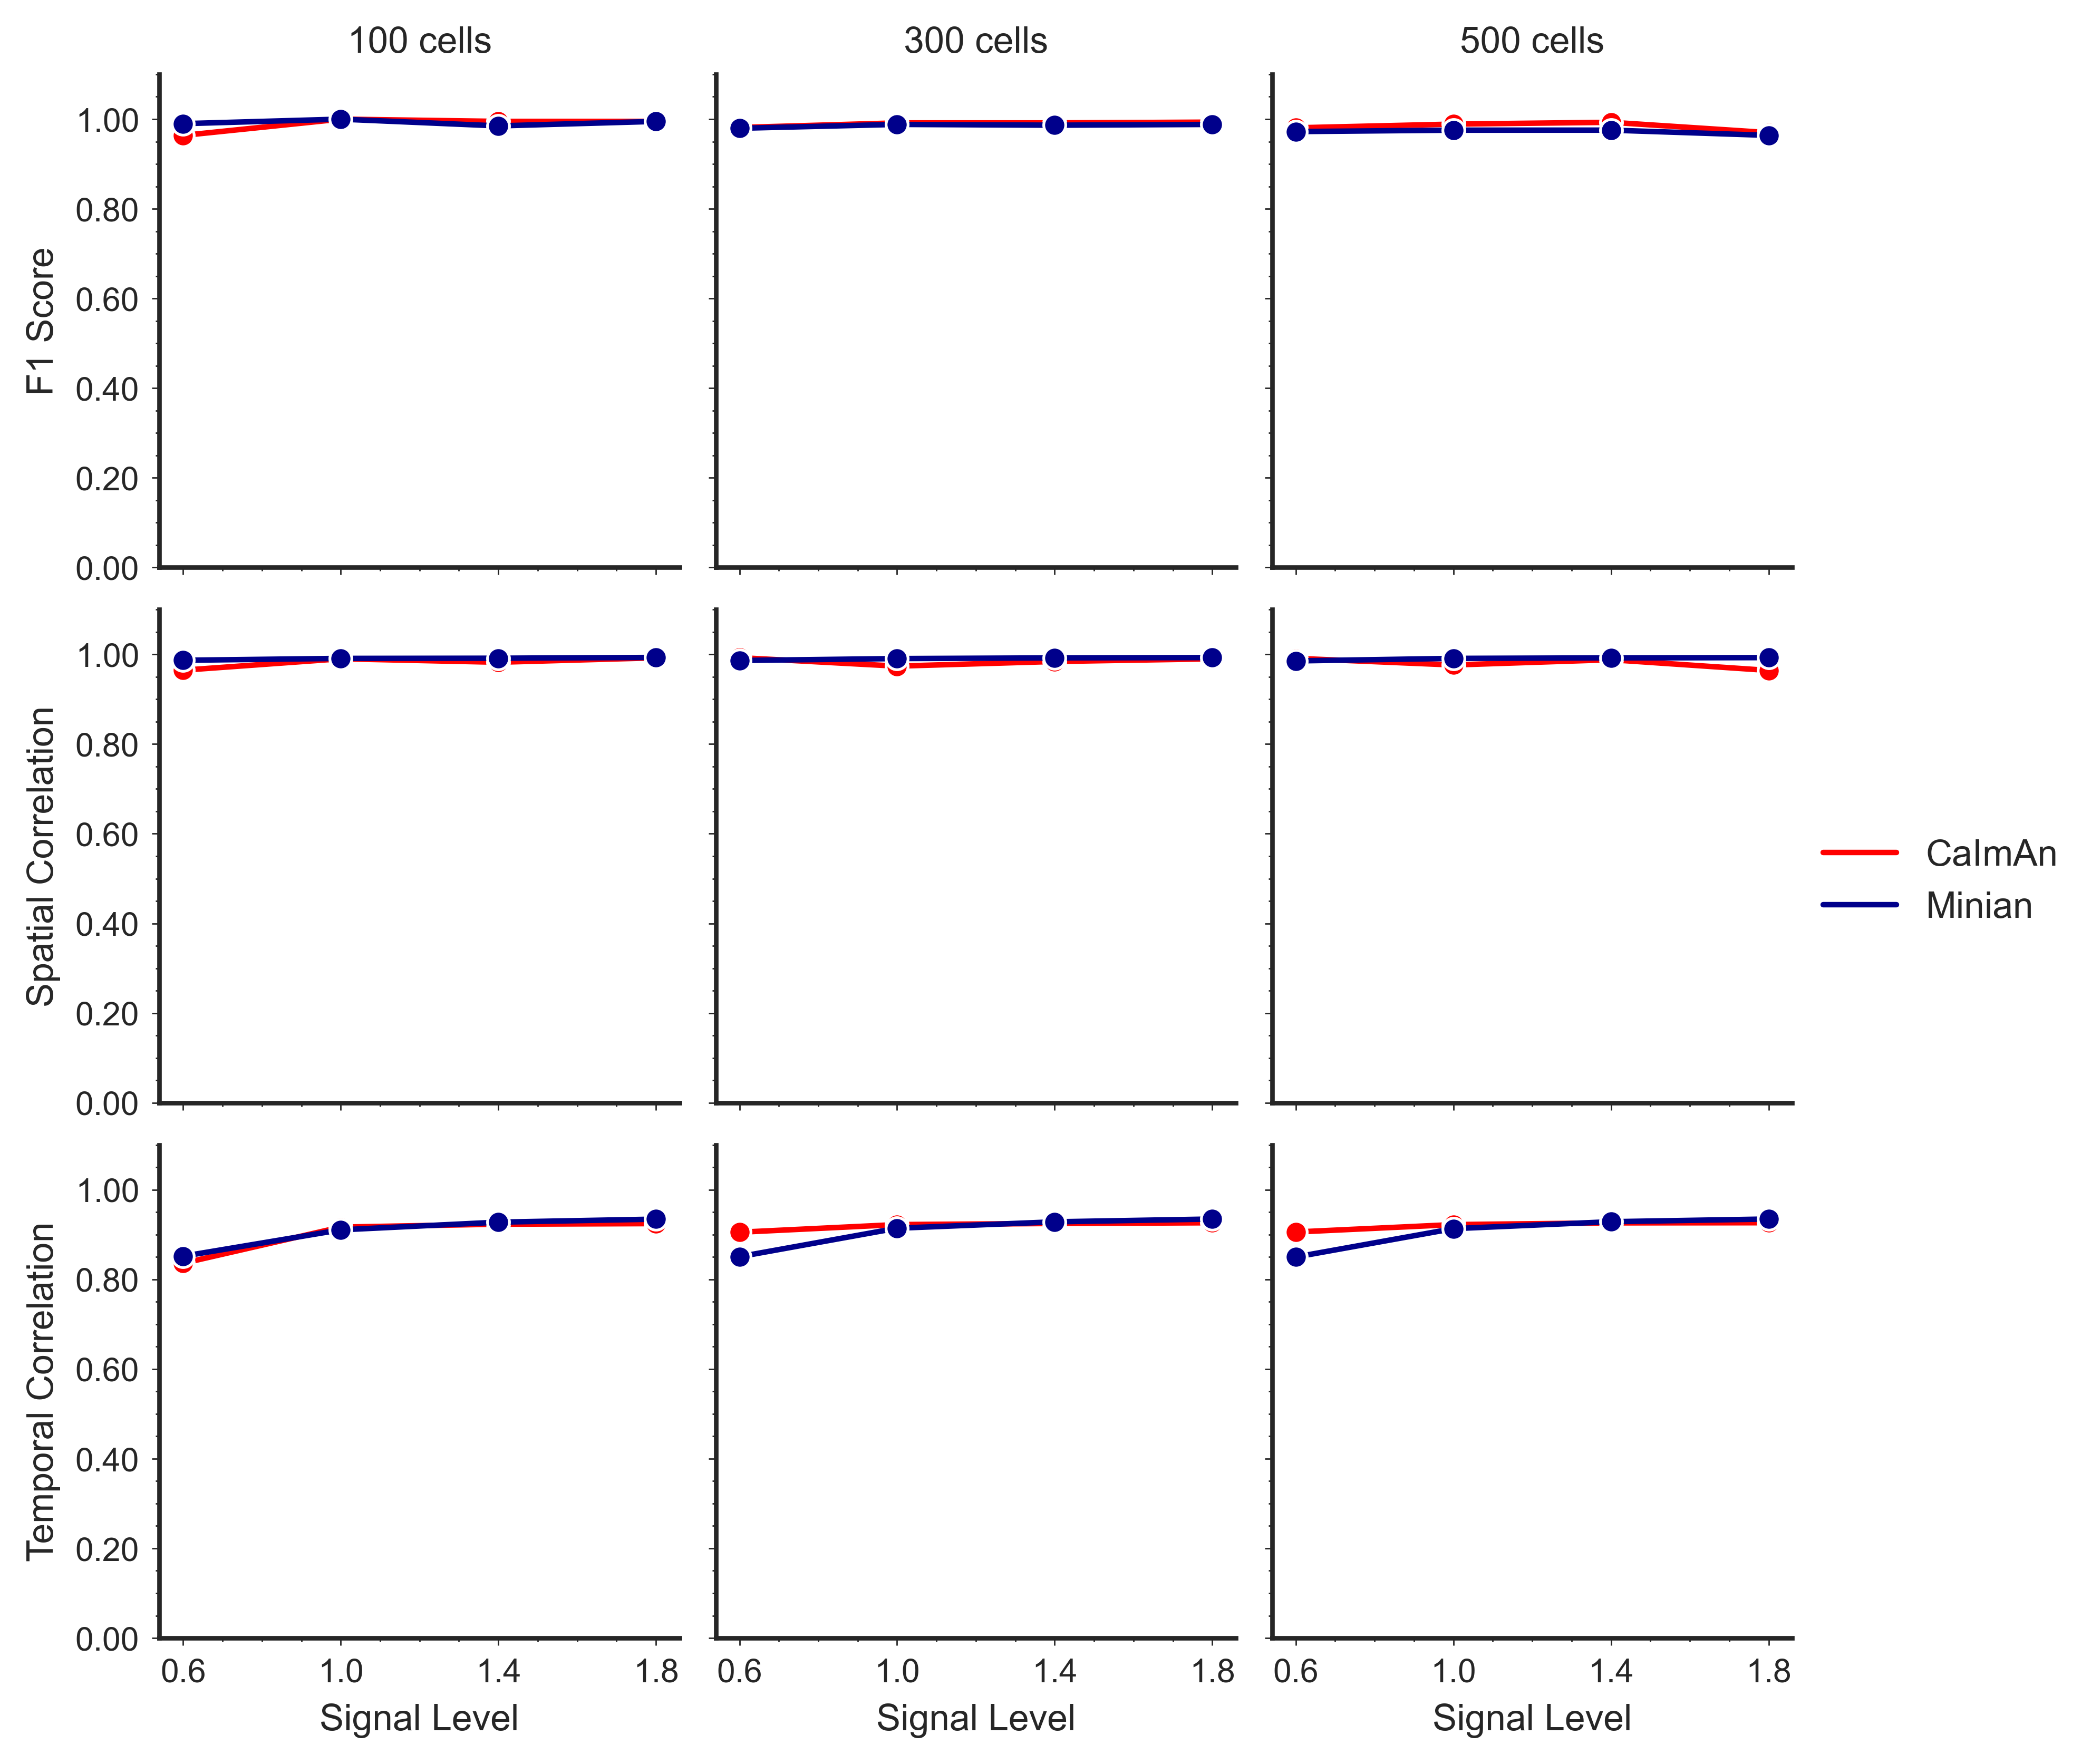 100 cells
300 cells
500 cells
F1 Score
1.00
0.80
0.60
0.40
0.20
0.00
Spatial Correlation
1.00
0.80
0.60
0.40
0.20
0.00
CaImAn
Minian
Temporal Correlation
1.00
0.80
0.60
0.40
0.20
0.00
0.6 1.0 1.4 1.8
0.6 1.0 1.4 1.8
0.6 1.0 1.4 1.8
Signal Level
Signal Level
Signal Level